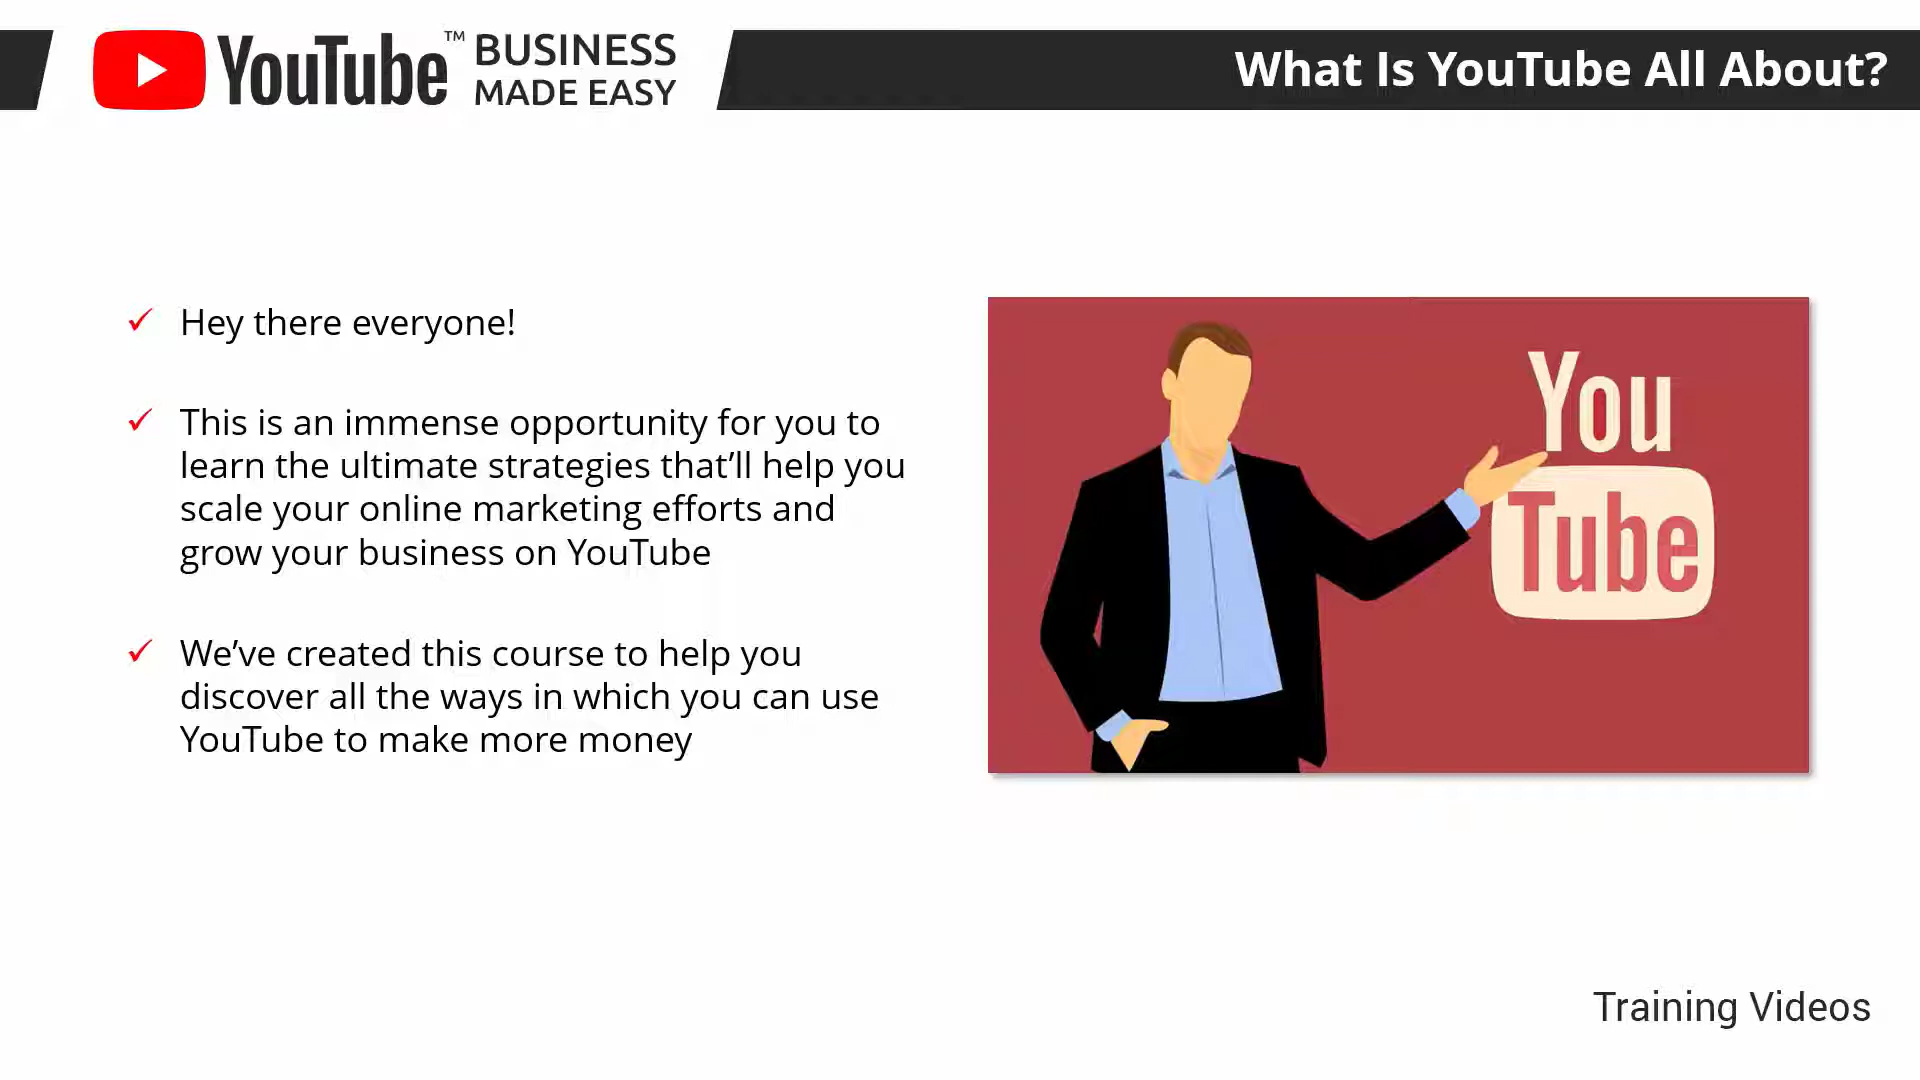 YouTube™ BUSINESS
MADE EASY
What Is YouTube All About?
✓ Hey there everyone!
✓ This is an immense opportunity for you to
learn the ultimate strategies that’ll help you
scale your online marketing efforts and
grow your business on YouTube
✓ We’ve created this course to help you
discover all the ways in which you can use
YouTube to make more money
You
Tube
Training Videos